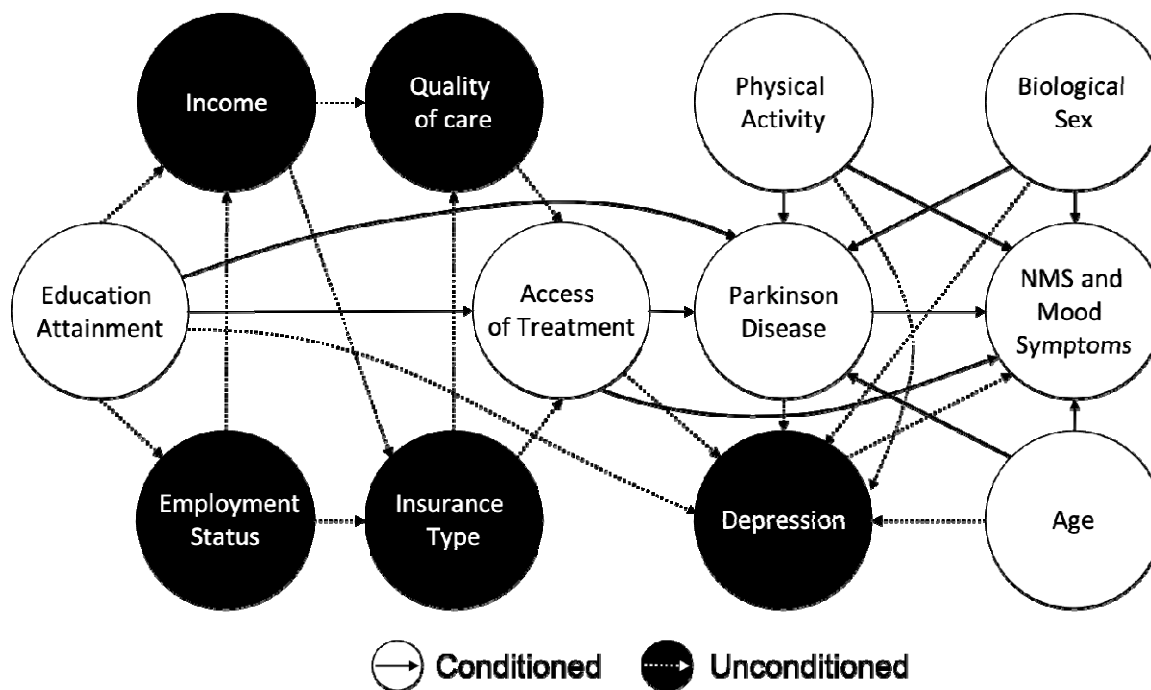 Income
Quality
of care
Physical
Activity
Biological
Sex
Education
Attainment
Access
of Treatment
Parkinson
Disease
NMS and
Mood
Symptoms
Employment
Status
Insurance
Type
Depression
Age
Conditioned
Unconditioned